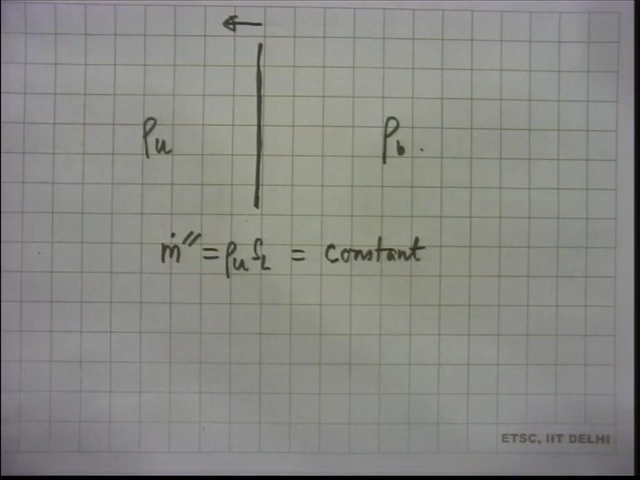 ρu ρb.
ṁ″ = ρu SL = constant
ETSC, IIT DELHI